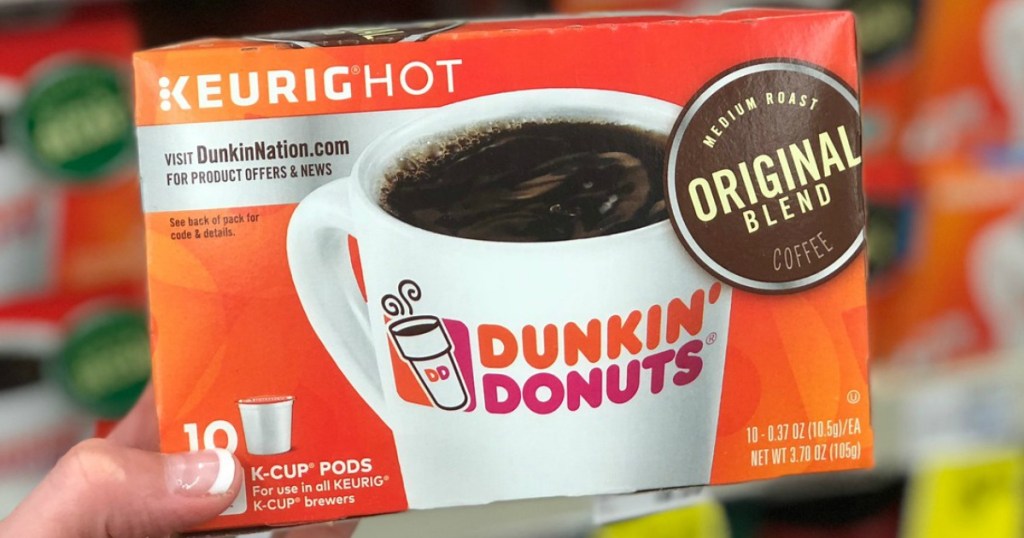 KEURIG® HOT
VISIT DunkinNation.com
FOR PRODUCT OFFERS & NEWS
See back of pack for
code & details.
MEDIUM ROAST
ORIGINAL
BLEND
COFFEE
DD
DUNKIN'
DONUTS®
10
K-CUP® PODS
For use in all KEURIG®
K-CUP® brewers
U
10 - 0.37 OZ (10.5g)/EA
NET WT 3.70 OZ (105g)